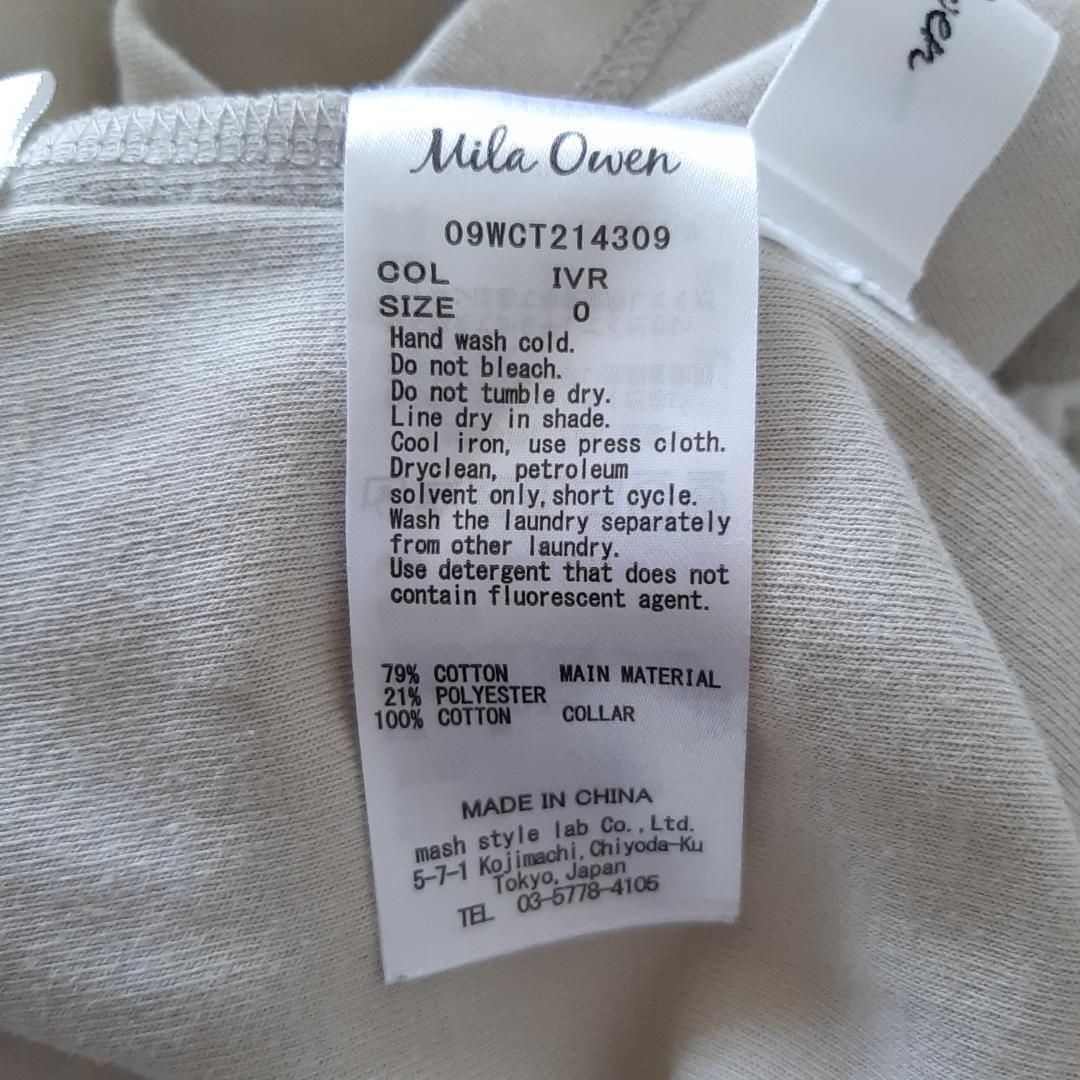 Mila Owen
09WCT214309
COL IVR
SIZE 0
Hand wash cold.
Do not bleach.
Do not tumble dry.
Line dry in shade.
Cool iron, use press cloth.
Dryclean, petroleum
solvent only, short cycle.
Wash the laundry separately
from other laundry.
Use detergent that does not
contain fluorescent agent.
79% COTTON MAIN MATERIAL
21% POLYESTER
100% COTTON COLLAR
MADE IN CHINA
mash style lab Co.,Ltd.
5-7-1 Kojimachi, Chiyoda-Ku
Tokyo, Japan
TEL 03-5778-4105
wen